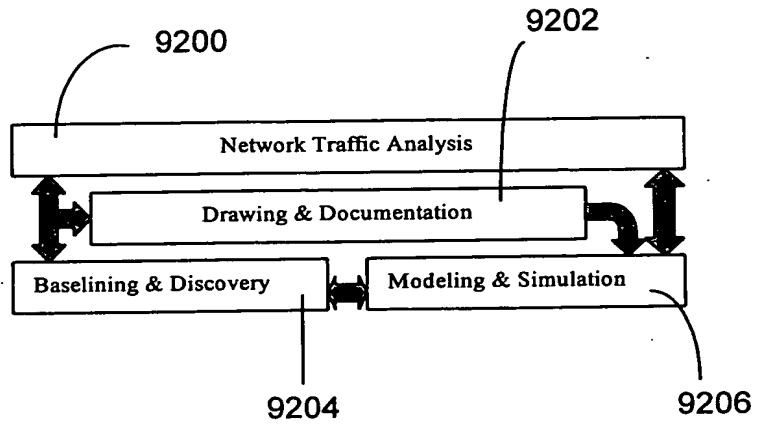 9200
9202
Network Traffic Analysis
Drawing & Documentation
Baselining & Discovery
Modeling & Simulation
9204
9206